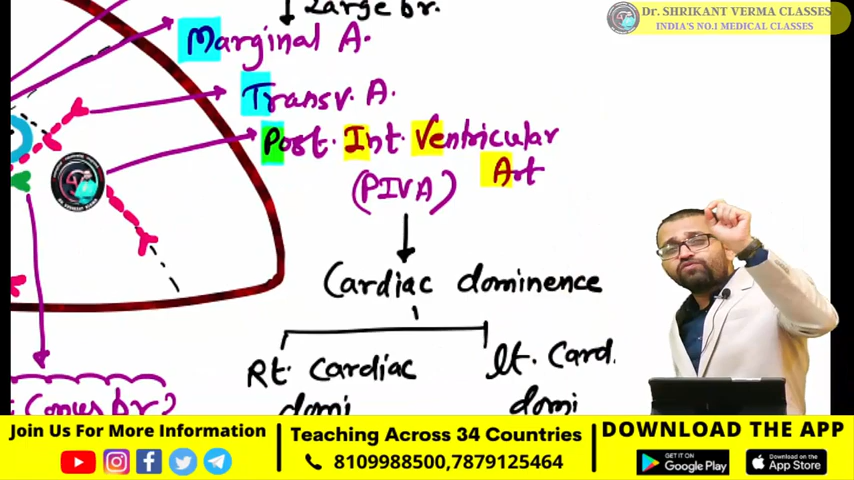 Large br.
Marginal A.
Transv. A.
Post. Int. Ventricular
Art
(PIVA)
Cardiac dominence
Rt. Cardiac
domi
lt. Card.
domi
Conus br?
Dr. SHRIKANT VERMA CLASSES
INDIA'S NO.1 MEDICAL CLASSES
Join Us For More Information
Teaching Across 34 Countries
8109988500,7879125464
DOWNLOAD THE APP
GET IT ON
Google Play
Download on the
App Store